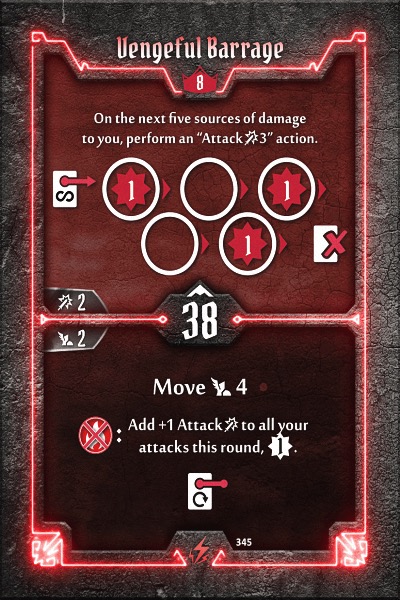 Vengeful Barrage
8
On the next five sources of damage
to you, perform an “Attack 3” action.
1 1
1
2
38
2
Move 4
: Add +1 Attack to all your
attacks this round, 1.
345